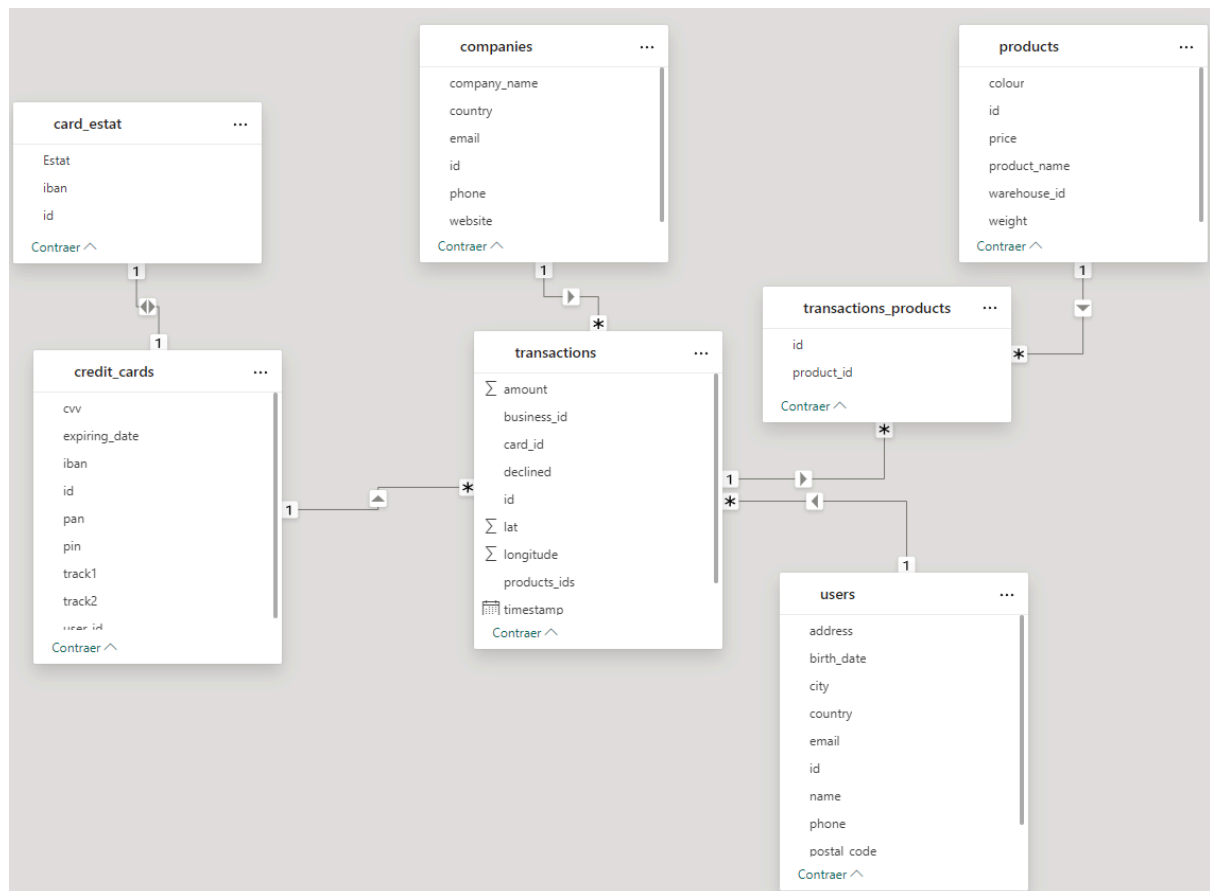 card_estat
...
Estat
iban
id
Contraer
1
1
credit_cards
...
cvv
expiring_date
iban
id
pan
pin
track1
track2
user_id
Contraer
1
*
companies
...
company_name
country
email
id
phone
website
Contraer
1
*
transactions
...
Σ amount
business_id
card_id
declined
id
Σ lat
Σ longitude
products_ids
timestamp
Contraer
1
*
*
1
products
...
colour
id
price
product_name
warehouse_id
weight
Contraer
1
*
transactions_products
...
id
product_id
Contraer
users
...
address
birth_date
city
country
email
id
name
phone
postal_code
Contraer